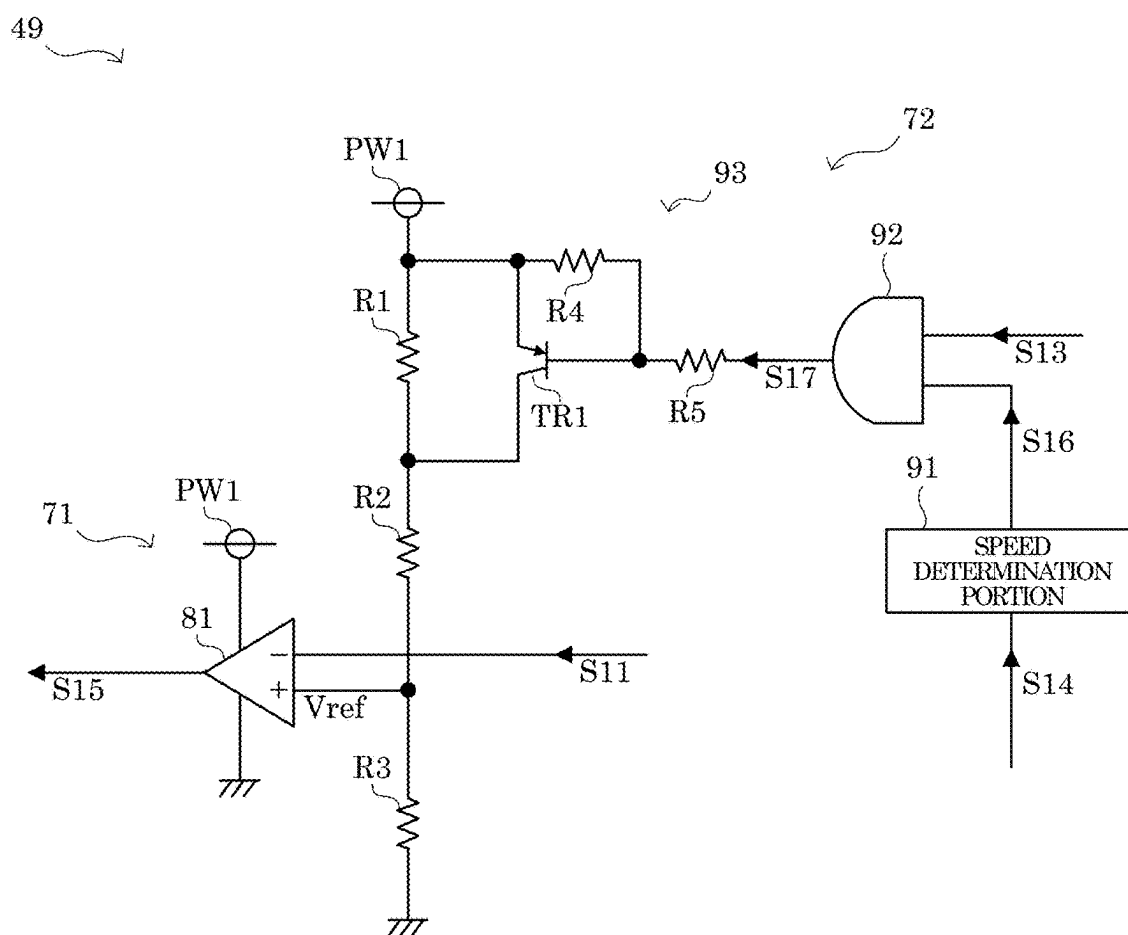 49
72
PW1
93
92
R1
R4
S13
S17
R5
TR1
S16
91
PW1
R2
71
SPEED
DETERMINATION
PORTION
81
−
S11
S15
+
Vref
S14
R3